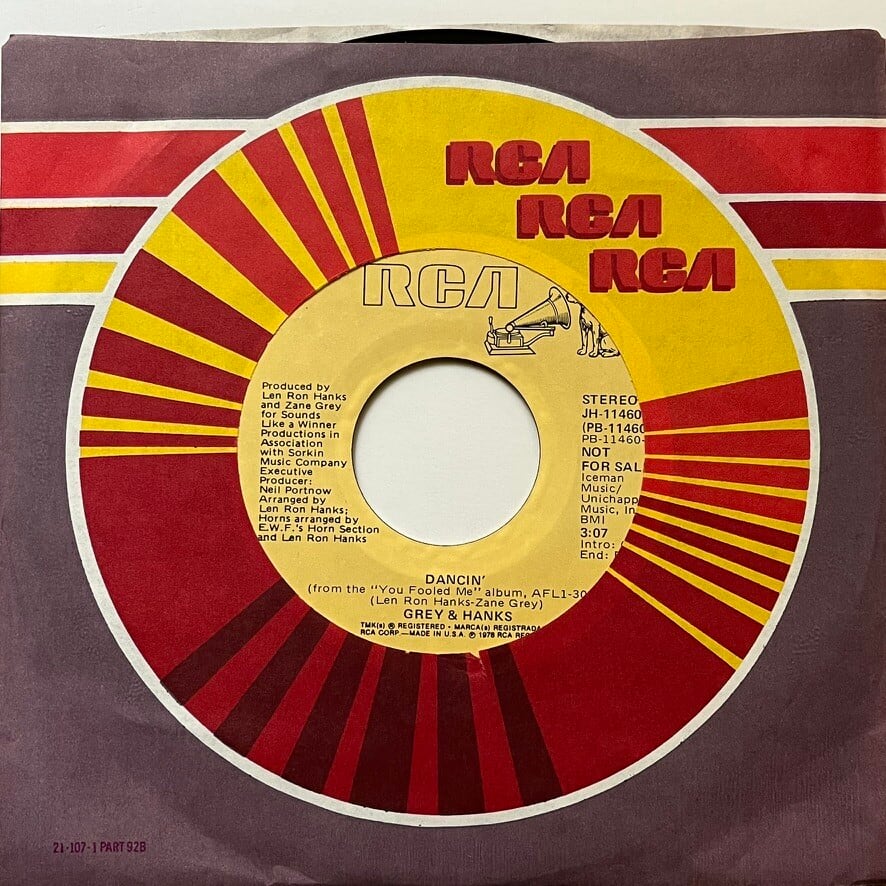 RCA
RCA
RCA
RCA
Produced by
Len Ron Hanks
and Zane Grey
for Sounds
Like a Winner
Productions in
Association
with Sorkin
Music Company
Executive
Producer:
Neil Portnow
Arranged by
Len Ron Hanks;
Horns arranged by
E.W.F.'s Horn Section
and Len Ron Hanks
STEREO
JH-11460
(PB-11460
PB-11460-
NOT
FOR SAL
Iceman
Music/
Unichapp
Music, In
BMI
3:07
Intro:
End:
DANCIN'
(from the "You Fooled Me" album, AFL1-30
(Len Ron Hanks-Zane Grey)
GREY & HANKS
TMK(s) ® REGISTERED • MARCA(s) REGISTRADA
RCA CORP.—MADE IN U.S.A. ℗ 1978 RCA REC
21-107-1 PART 92B